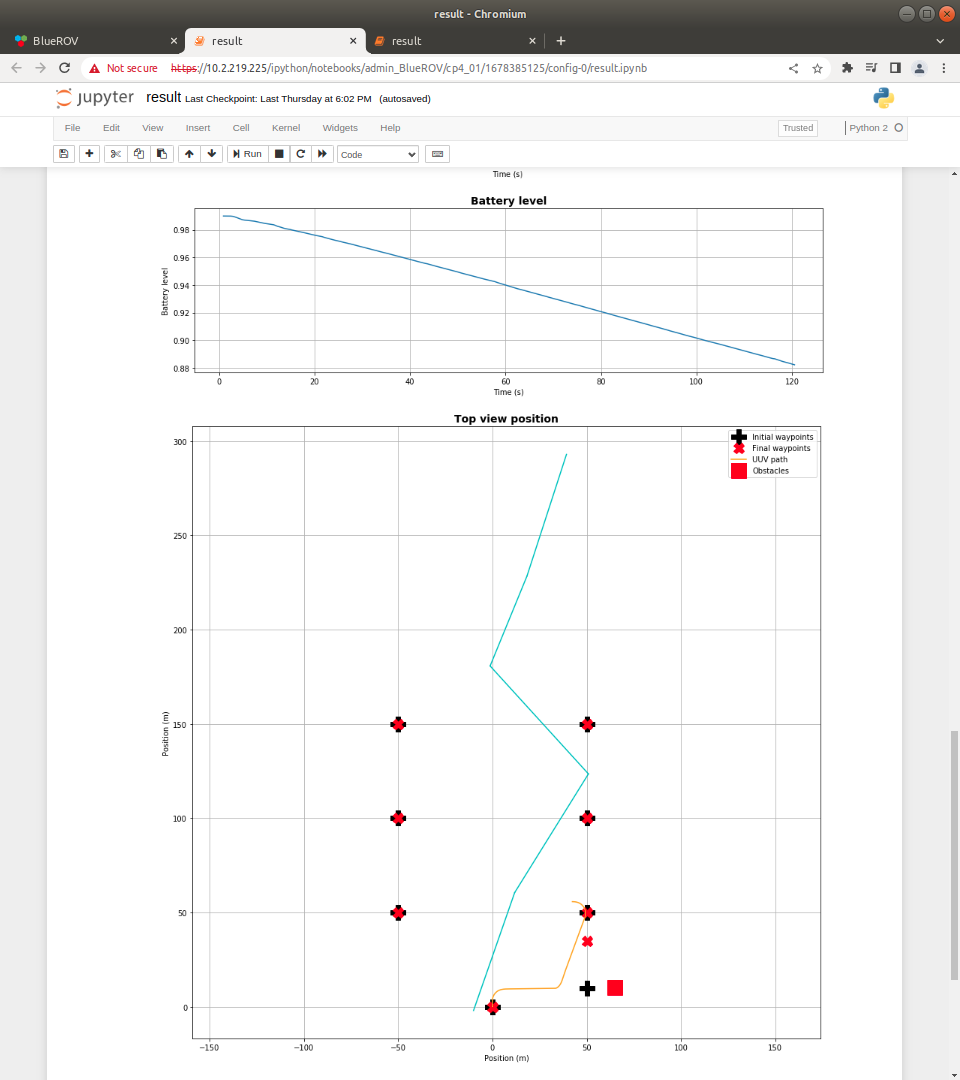 result - Chromium
BlueROV
result
result
Not secure
https://10.2.219.225/ipython/notebooks/admin_BlueROV/cp4_01/1678385125/config-0/result.ipynb
jupyter
result Last Checkpoint: Last Thursday at 6:02 PM (autosaved)
File Edit View Insert Cell Kernel Widgets Help
Trusted
Python 2
Run
Code
Time (s)
Battery level
0.98
0.96
0.94
0.92
0.90
0.88
Battery level
0 20 40 60 80 100 120
Time (s)
Top view position
Initial waypoints
Final waypoints
UUV path
Obstacles
300
250
200
150
100
50
0
Position (m)
−150 −100 −50 0 50 100 150
Position (m)